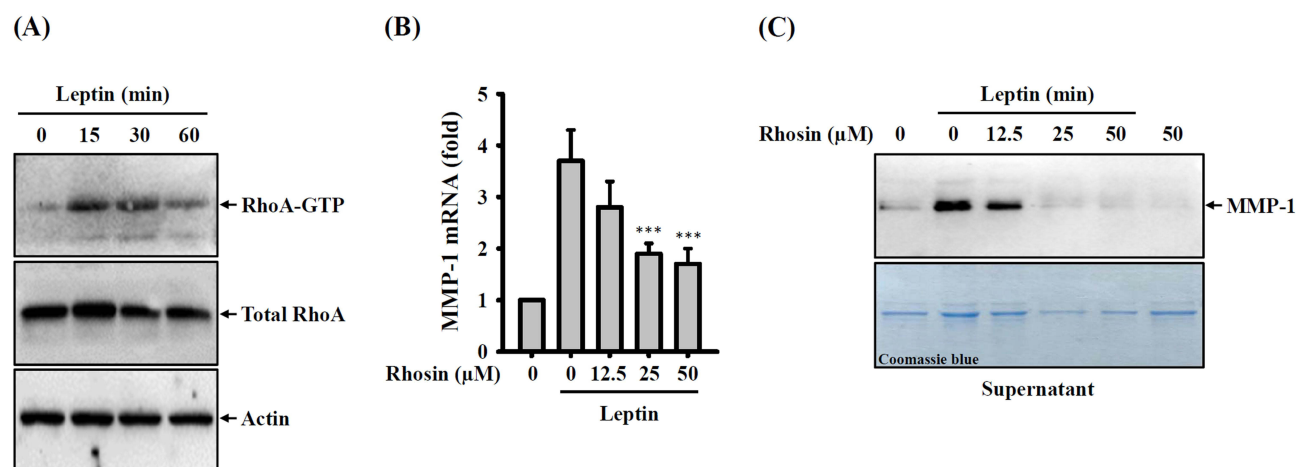 (A)
Leptin (min)
0 15 30 60
RhoA-GTP
Total RhoA
Actin
(B)
5
4
3
2
1
0
MMP-1 mRNA (fold)
*** ***
Rhosin (µM) 0 0 12.5 25 50
Leptin
(C)
Leptin (min)
Rhosin (µM) 0 0 12.5 25 50 50
MMP-1
Coomassie blue
Supernatant